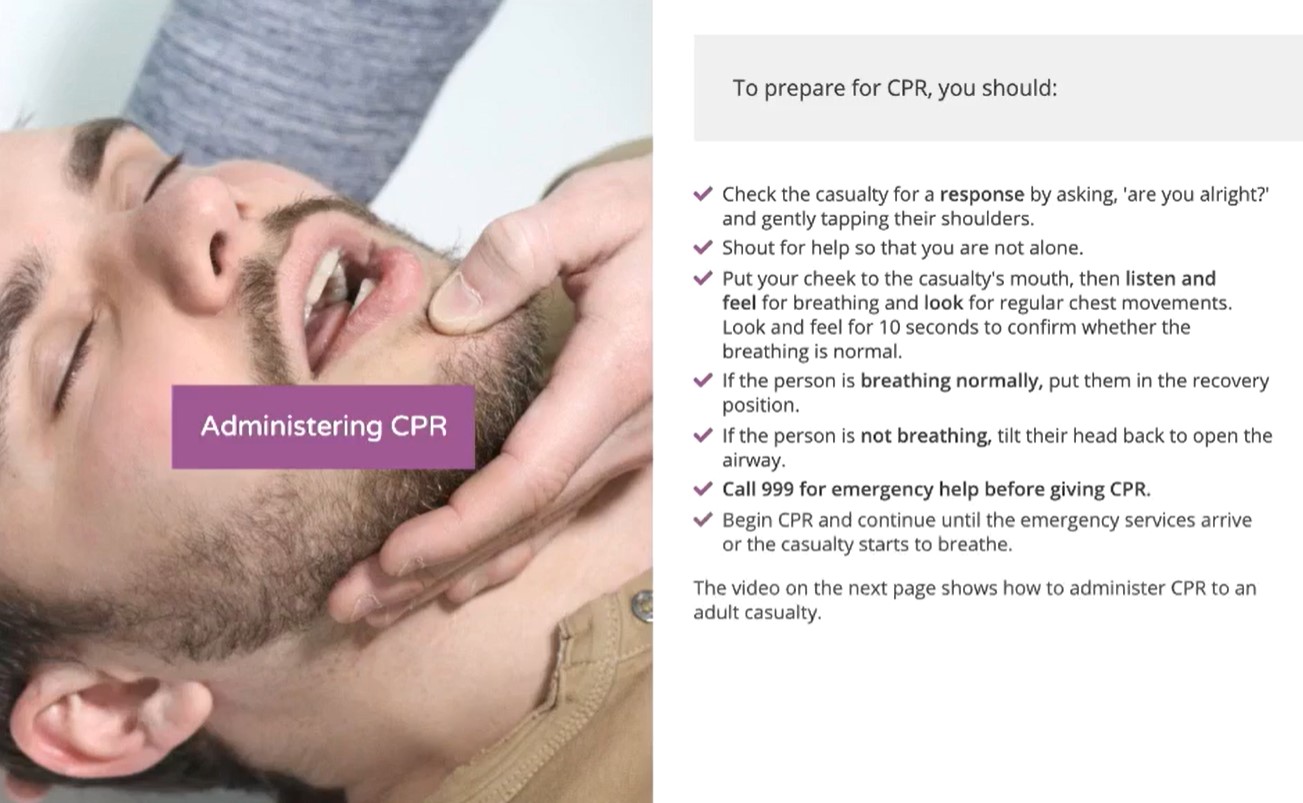 Administering CPR
To prepare for CPR, you should:
Check the casualty for a response by asking, 'are you alright?'
and gently tapping their shoulders.
Shout for help so that you are not alone.
Put your cheek to the casualty's mouth, then listen and
feel for breathing and look for regular chest movements.
Look and feel for 10 seconds to confirm whether the
breathing is normal.
If the person is breathing normally, put them in the recovery
position.
If the person is not breathing, tilt their head back to open the
airway.
Call 999 for emergency help before giving CPR.
Begin CPR and continue until the emergency services arrive
or the casualty starts to breathe.
The video on the next page shows how to administer CPR to an
adult casualty.